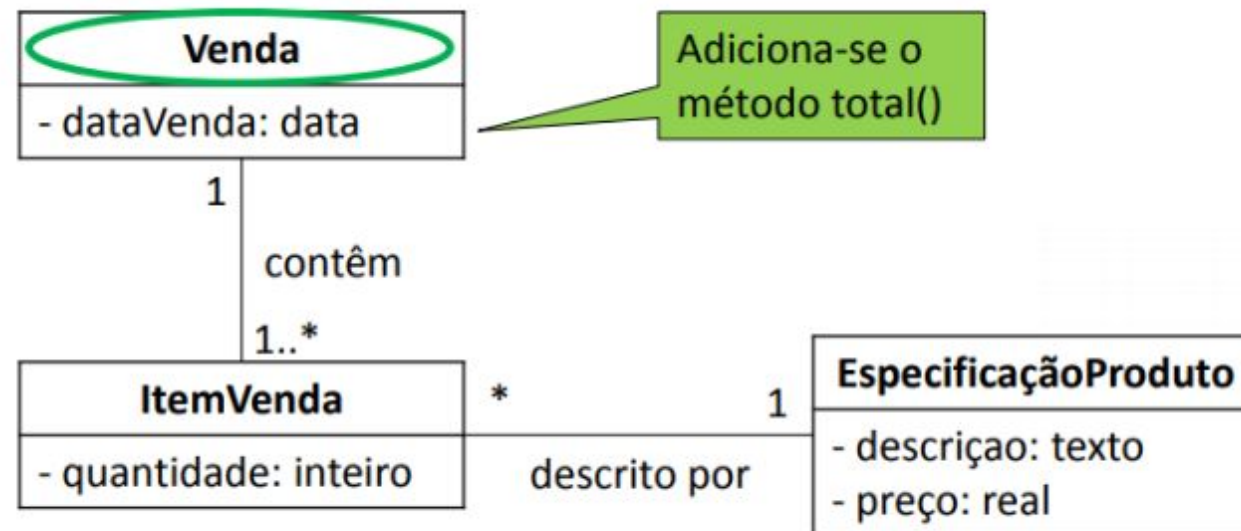 Venda
- dataVenda: data
Adiciona-se o
método total()
1
contêm
1..*
ItemVenda
- quantidade: inteiro
*
1
descrito por
EspecificaçãoProduto
- descriçao: texto
- preço: real